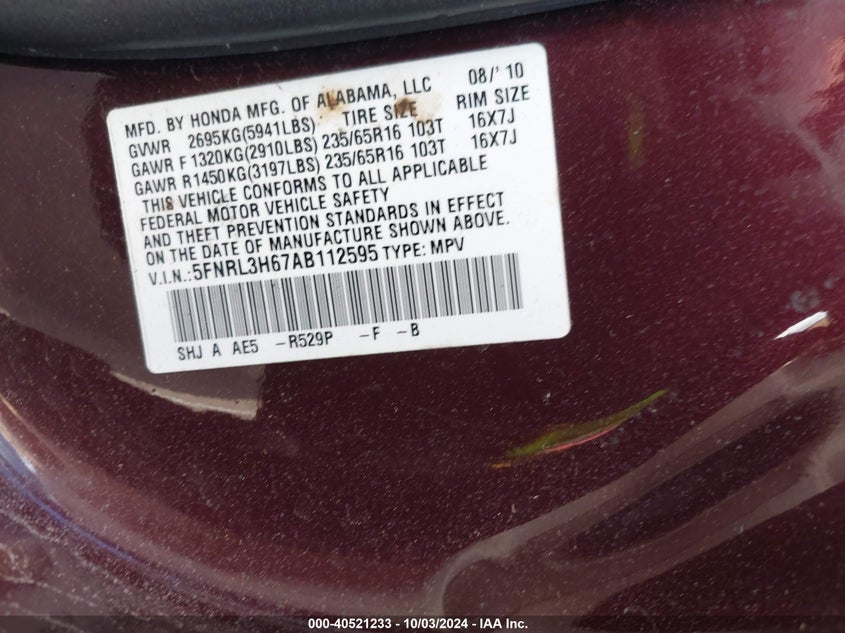 MFD. BY HONDA MFG. OF ALABAMA, LLC 08/' 10
GVWR 2695KG(5941LBS) TIRE SIZE RIM SIZE
GAWR F 1320KG(2910LBS) 235/65R16 103T 16X7J
GAWR R1450KG(3197LBS) 235/65R16 103T 16X7J
THIS VEHICLE CONFORMS TO ALL APPLICABLE
FEDERAL MOTOR VEHICLE SAFETY
AND THEFT PREVENTION STANDARDS IN EFFECT
ON THE DATE OF MANUFACTURE SHOWN ABOVE.
V.I.N.:5FNRL3H67AB112595 TYPE: MPV
SHJ A AE5 -R529P -F -B
000-40521233 - 10/03/2024 - IAA Inc.